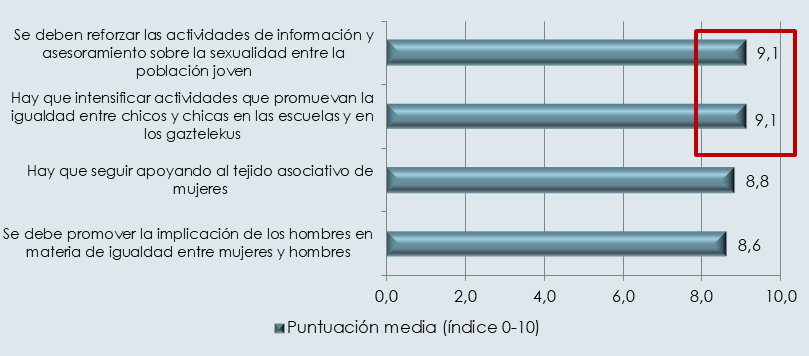 Se deben reforzar las actividades de información y
asesoramiento sobre la sexualidad entre la
población joven
9,1
Hay que intensificar actividades que promuevan la
igualdad entre chicos y chicas en las escuelas y en
los gaztelekus
9,1
Hay que seguir apoyando al tejido asociativo de
mujeres
8,8
Se debe promover la implicación de los hombres en
materia de igualdad entre mujeres y hombres
8,6
0,0 2,0 4,0 6,0 8,0 10,0
Puntuación media (índice 0-10)